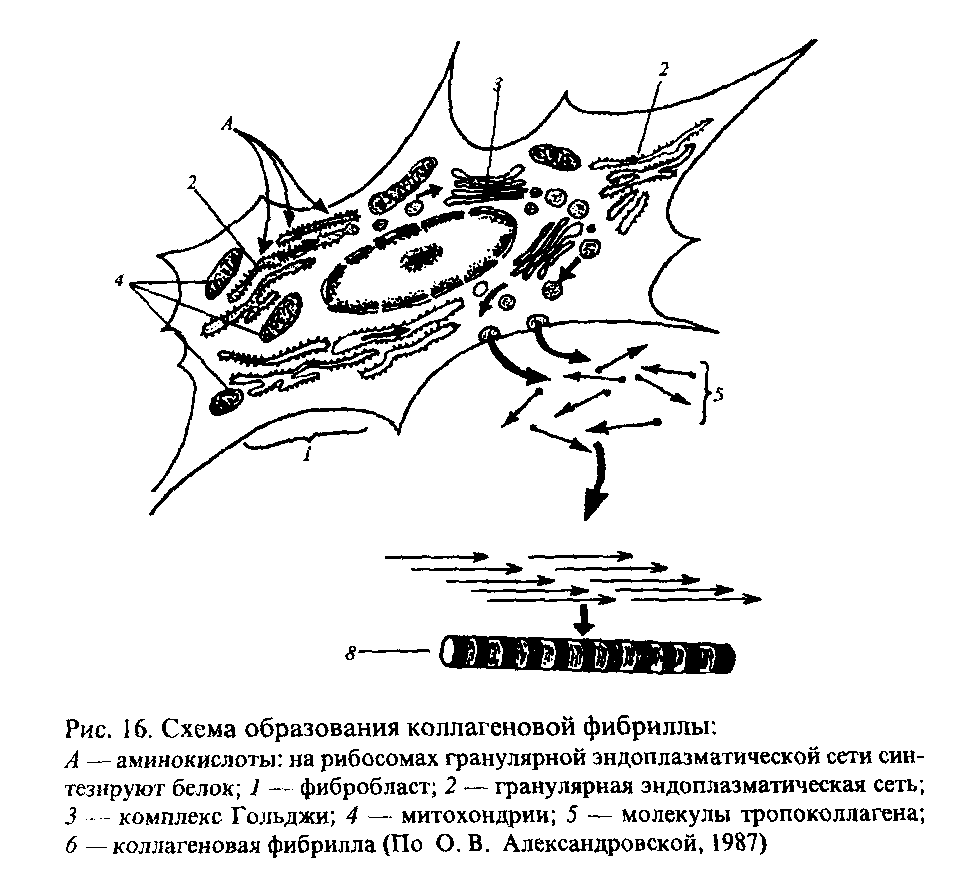 3
2
А
2
4
5
1
8
Рис. 16. Схема образования коллагеновой фибриллы:
А — аминокислоты: на рибосомах гранулярной эндоплазматической сети син-
тезируют белок; 1 — фибробласт; 2 — гранулярная эндоплазматическая сеть;
3 — комплекс Гольджи; 4 — митохондрии; 5 — молекулы тропоколлагена;
6 — коллагеновая фибрилла (По О. В. Александровской, 1987)